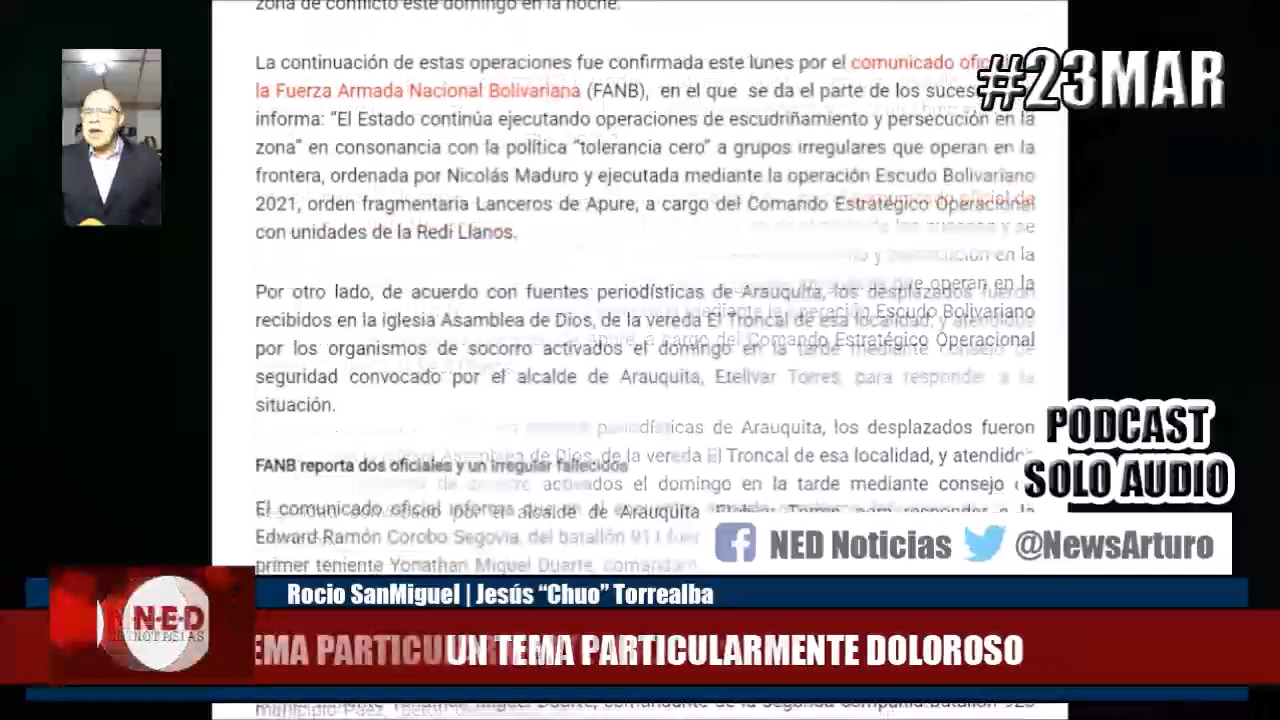 zona de conflicto este domingo en la noche.
La continuación de estas operaciones fue confirmada este lunes por el comunicado
la Fuerza Armada Nacional Bolivariana (FANB), en el que se da el parte de los
informa: “El Estado continúa ejecutando operaciones de escudriñamiento y persecución en la
zona” en consonancia con la política “tolerancia cero” a grupos irregulares que operan en la
frontera, ordenada por Nicolás Maduro y ejecutada mediante la operación Escudo Bolivariano
2021, orden fragmentaria Lanceros de Apure, a cargo del Comando Estratégico Operacional
con unidades de la Redi Llanos.
Por otro lado, de acuerdo con fuentes periodísticas de Arauquita, los desplazados fueron
recibidos en la iglesia Asamblea de Dios, de la vereda El Troncal de esa localidad, y atendidos
por los organismos de socorro activados el domingo en la tarde mediante consejo de
seguridad convocado por el alcalde de Arauquita, Etelivar Torres, para responder a la
situación.
FANB reporta dos oficiales y un irregular fallecidos
El comunicado oficial informa
Edward Ramón Corobo Segovia, del batallón 911
primer teniente Yonathan Miguel Duarte,
#23MAR
PODCAST
SOLO AUDIO
NED Noticias @NewsArturo
Rocio SanMiguel | Jesús “Chuo” Torrealba
N·E·D
UN TEMA PARTICULARMENTE DOLOROSO